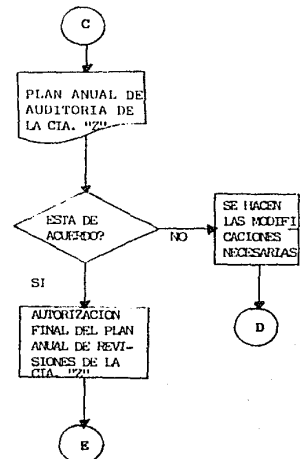 C
PLAN ANUAL DE
AUDITORIA DE
LA CIA. "Z"
ESTA DE
ACUERDO?
NO
SE HACEN
LAS MODIFI
CACIONES
NECESARIAS
SI
D
AUTORIZACION
FINAL DEL PLAN
ANUAL DE REVI-
SIONES DE LA
CIA. "Z"
E